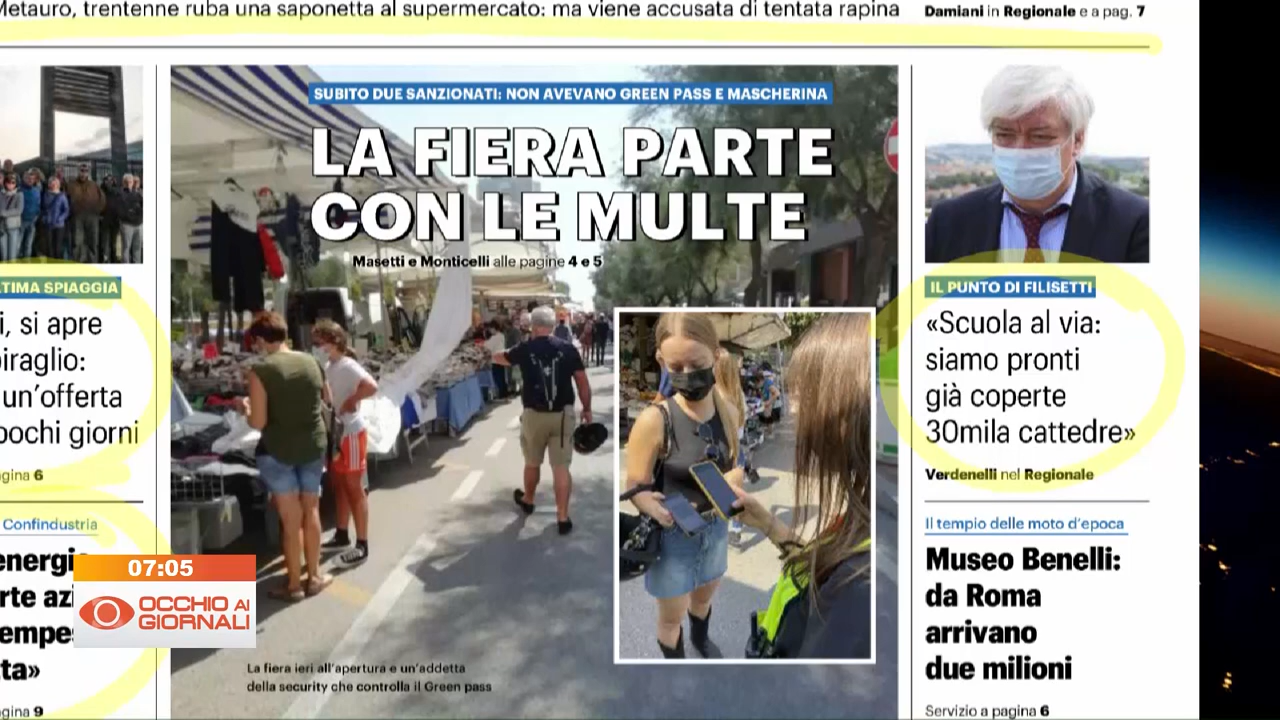 Metauro, trentenne ruba una saponetta al supermercato: ma viene accusata di tentata rapina
Damiani in Regionale e a pag. 7
TIMA SPIAGGIA
i, si apre
piraglio:
un'offerta
pochi giorni
agina 6
Confindustria
energi
rte azi
empes
ta»
agina 9
SUBITO DUE SANZIONATI: NON AVEVANO GREEN PASS E MASCHERINA
LA FIERA PARTE
CON LE MULTE
Masetti e Monticelli alle pagine 4 e 5
La fiera ieri all'apertura e un'addetta
della security che controlla il Green pass
IL PUNTO DI FILISETTI
«Scuola al via:
siamo pronti
già coperte
30mila cattedre»
Verdenelli nel Regionale
Il tempio delle moto d'epoca
Museo Benelli:
da Roma
arrivano
due milioni
Servizio a pagina 6
07:05
OCCHIO AI
GIORNALI